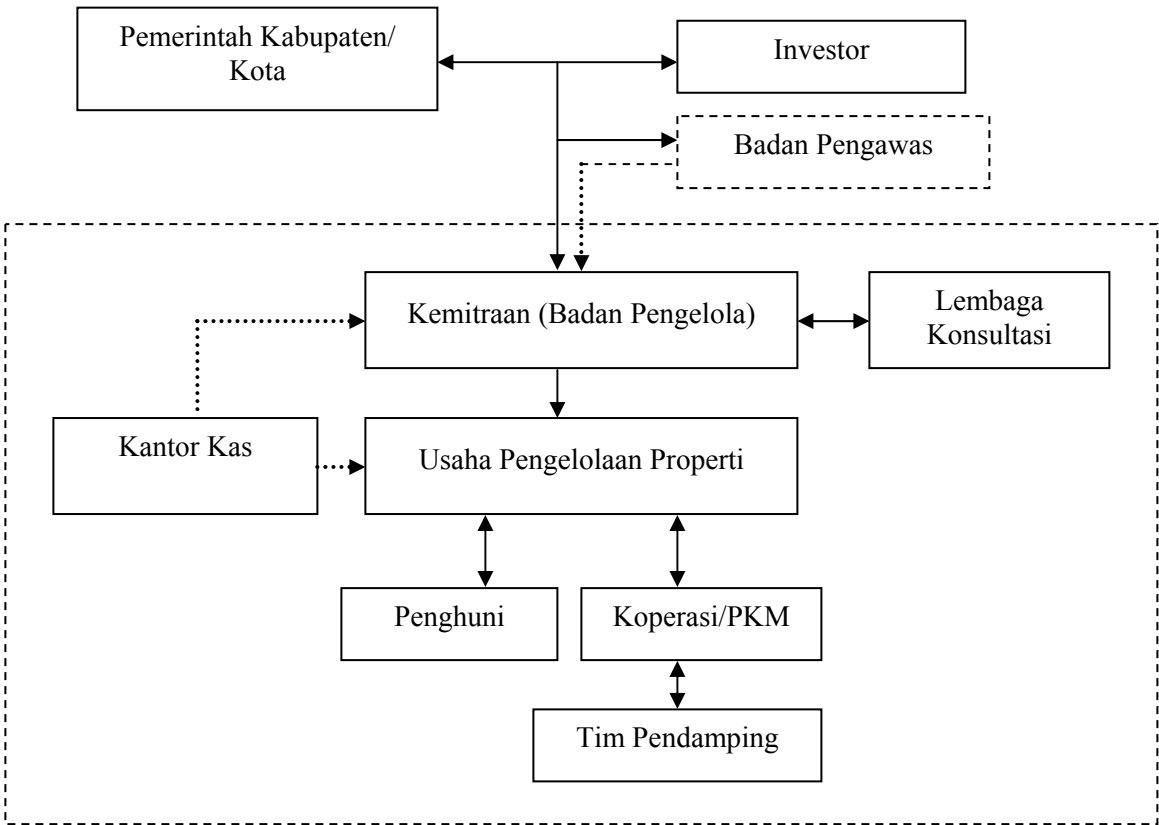 Pemerintah Kabupaten/
Kota
Investor
Badan Pengawas
Kemitraan (Badan Pengelola)
Lembaga
Konsultasi
Kantor Kas
Usaha Pengelolaan Properti
Penghuni
Koperasi/PKM
Tim Pendamping